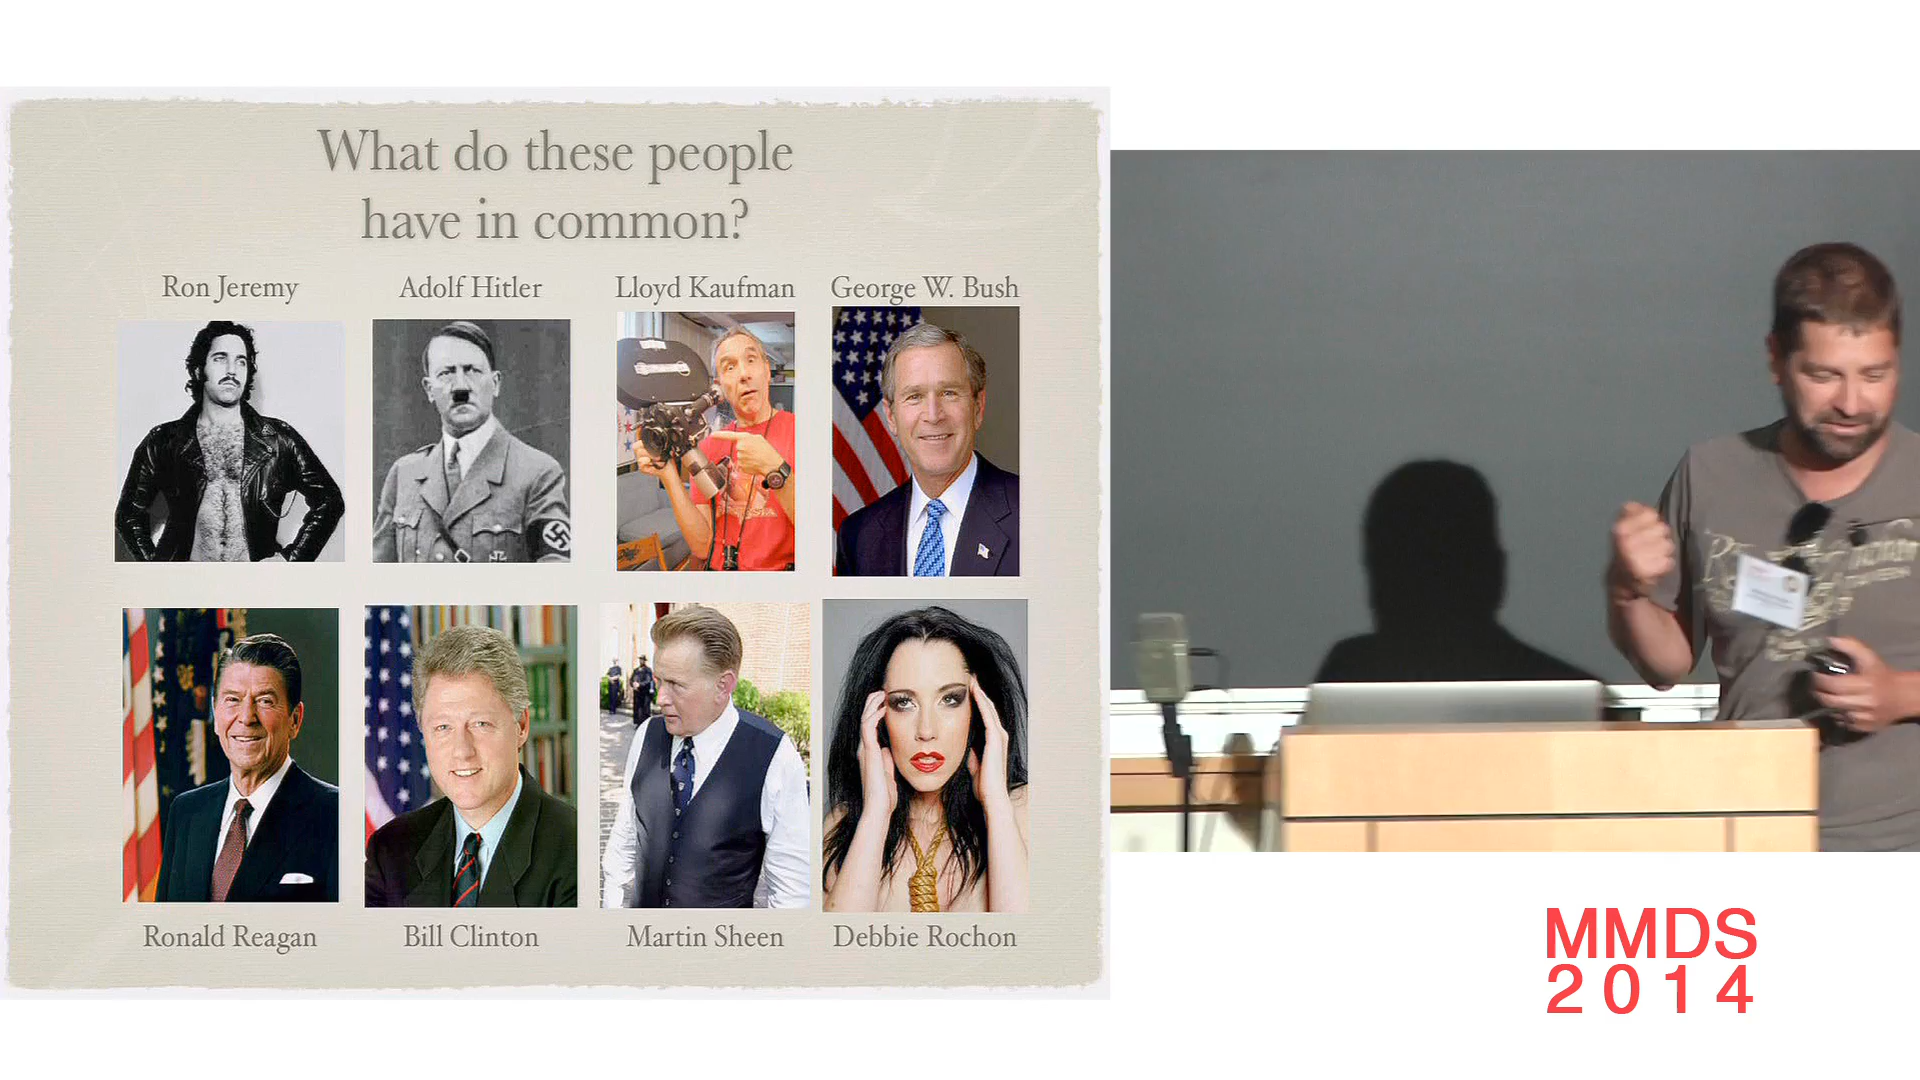 What do these people
have in common?
Ron Jeremy
Adolf Hitler
Lloyd Kaufman
George W. Bush
Ronald Reagan
Bill Clinton
Martin Sheen
Debbie Rochon
MMDS
2014